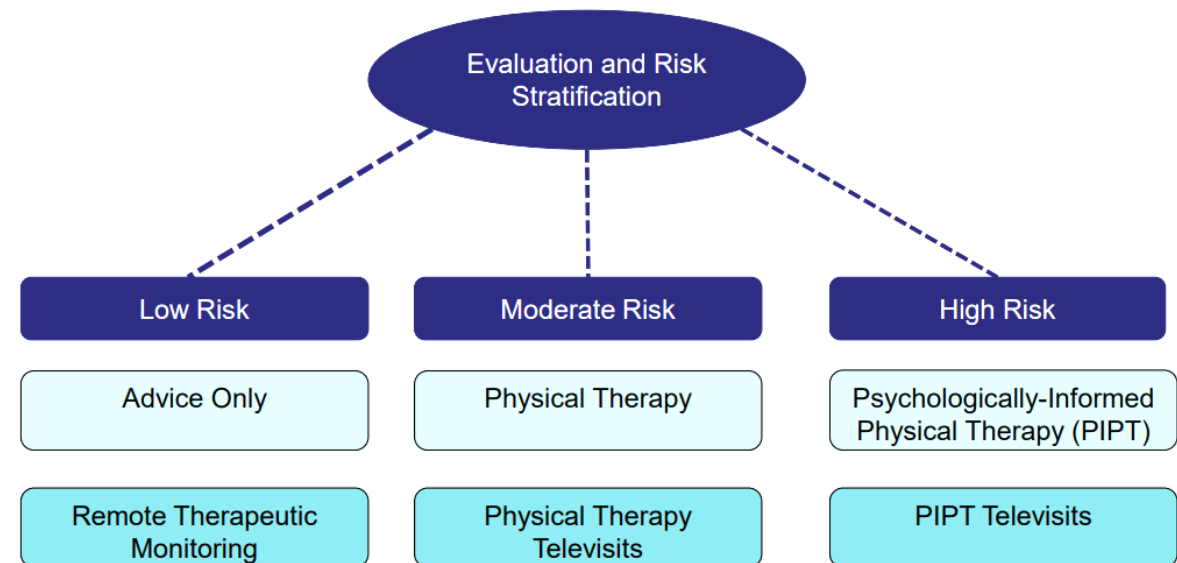 Evaluation and Risk
Stratification
Low Risk
Moderate Risk
High Risk
Advice Only
Physical Therapy
Psychologically-Informed
Physical Therapy (PIPT)
Remote Therapeutic
Monitoring
Physical Therapy
Televisits
PIPT Televisits